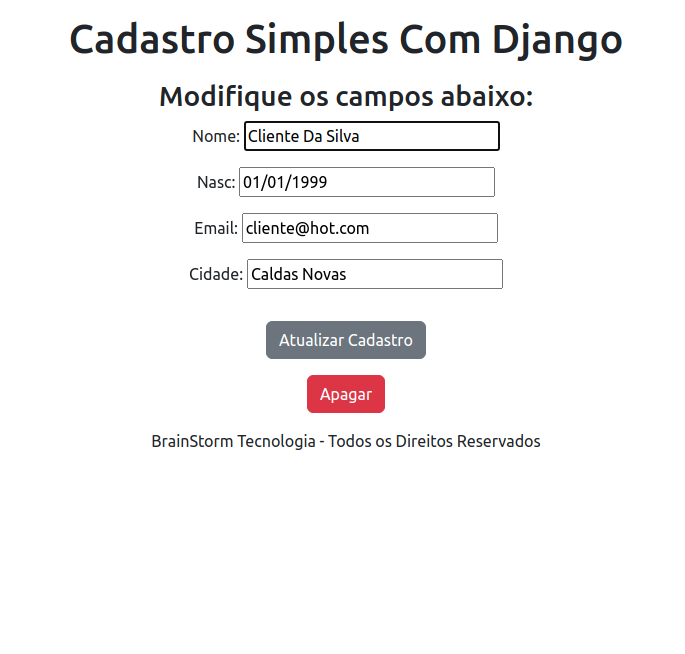 Cadastro Simples Com Django
Modifique os campos abaixo:
Nome: Cliente Da Silva
Nasc: 01/01/1999
Email: cliente@hot.com
Cidade: Caldas Novas
Atualizar Cadastro
Apagar
BrainStorm Tecnologia - Todos os Direitos Reservados